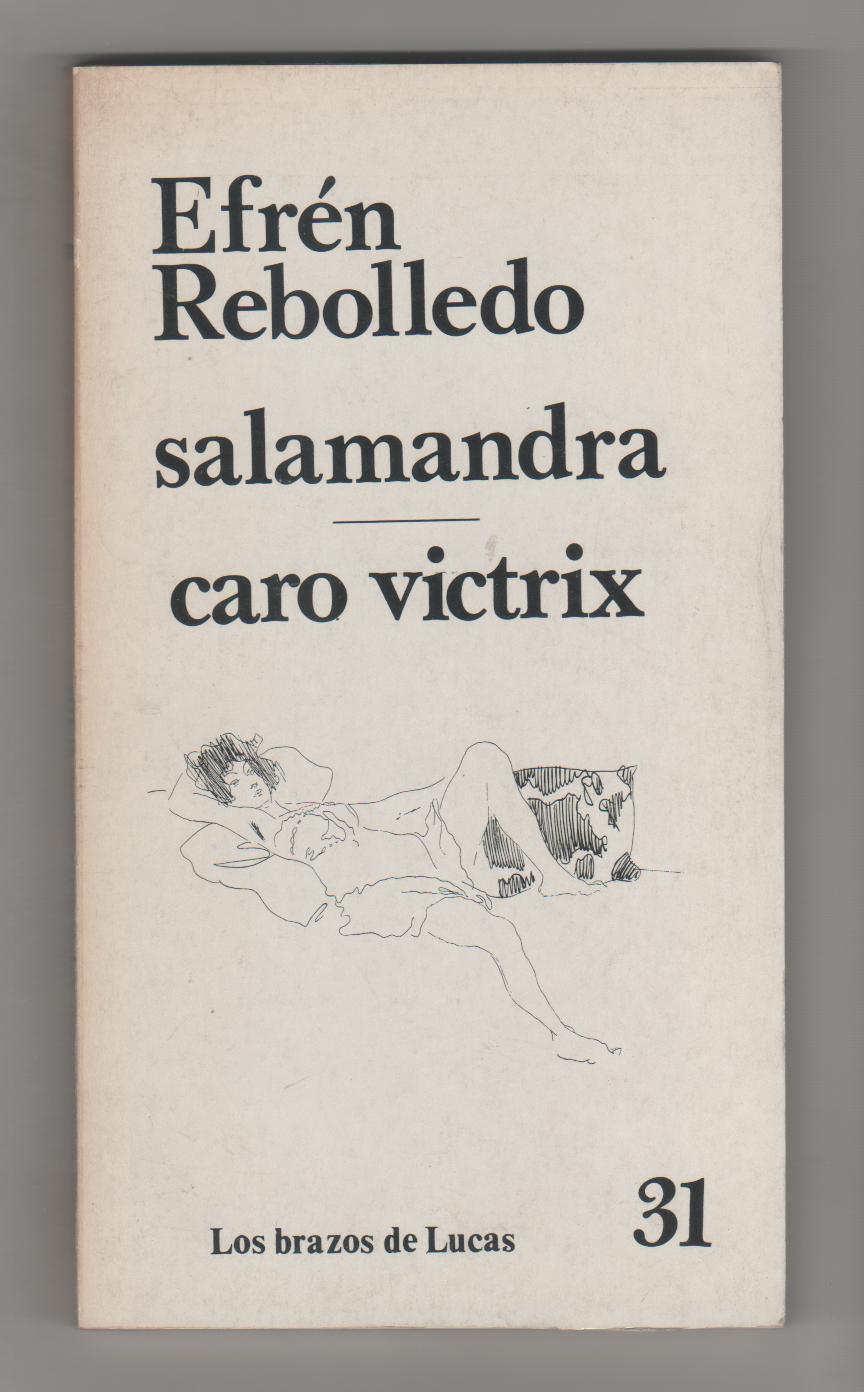 Efrén
Rebolledo
salamandra
caro victrix
Los brazos de Lucas
31